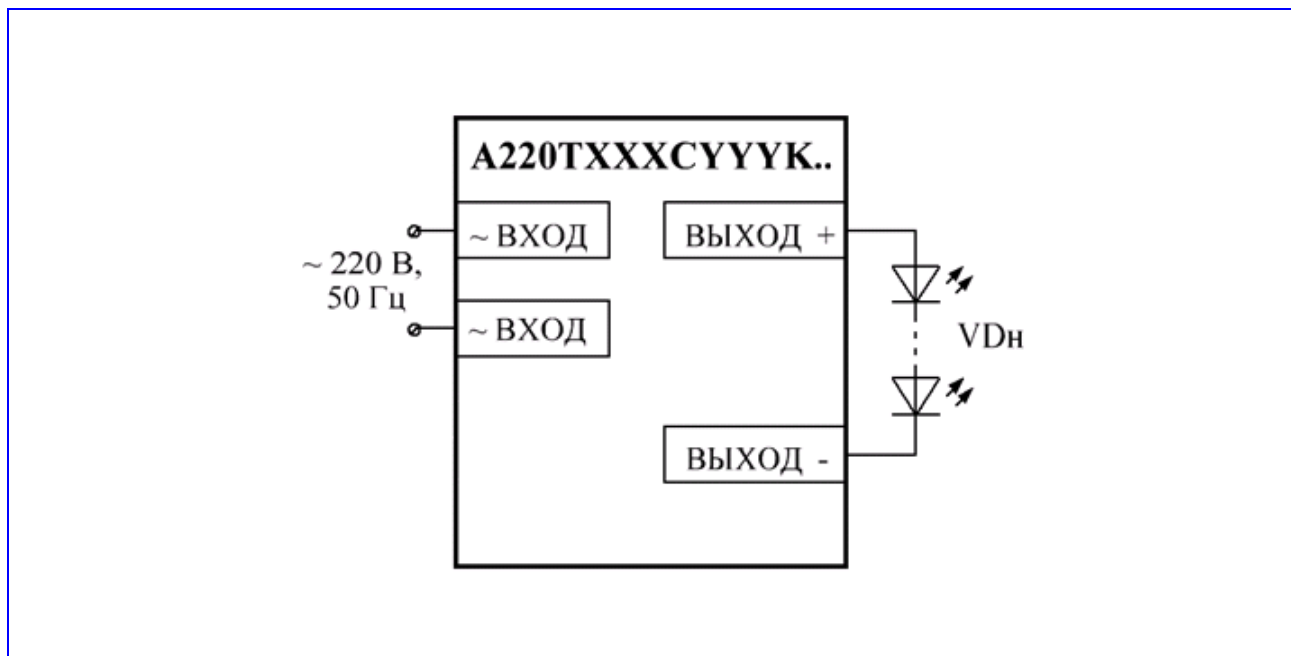 A220TXXXCYYYK..
~ ВХОД
ВЫХОД +
~ 220 В,
50 Гц
~ ВХОД
VDн
ВЫХОД -